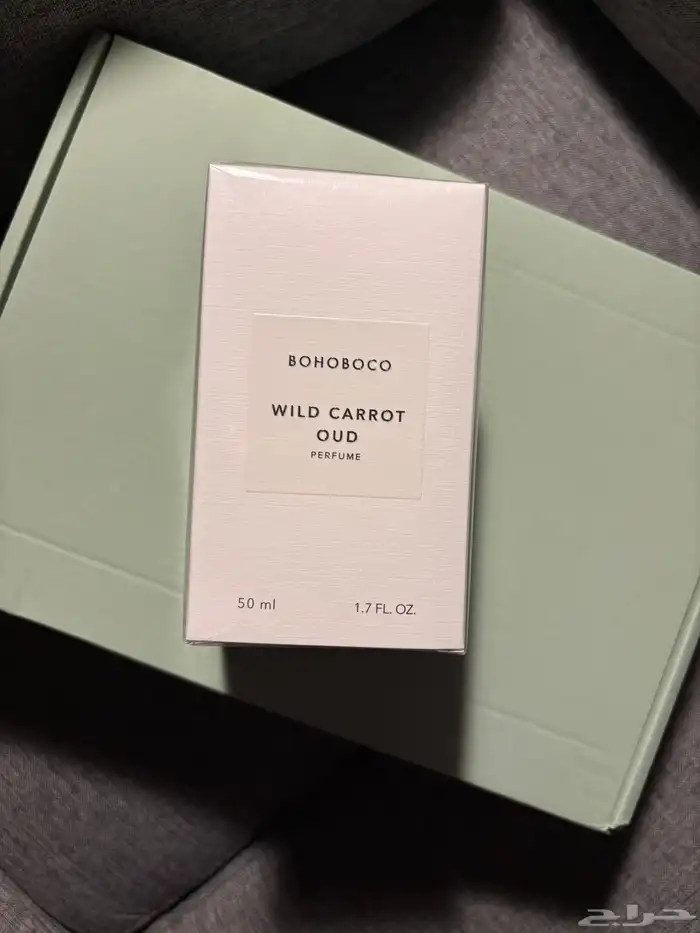 BOHOBOCO
WILD CARROT
OUD
PERFUME
50 ml 1.7 FL. OZ.
حراج